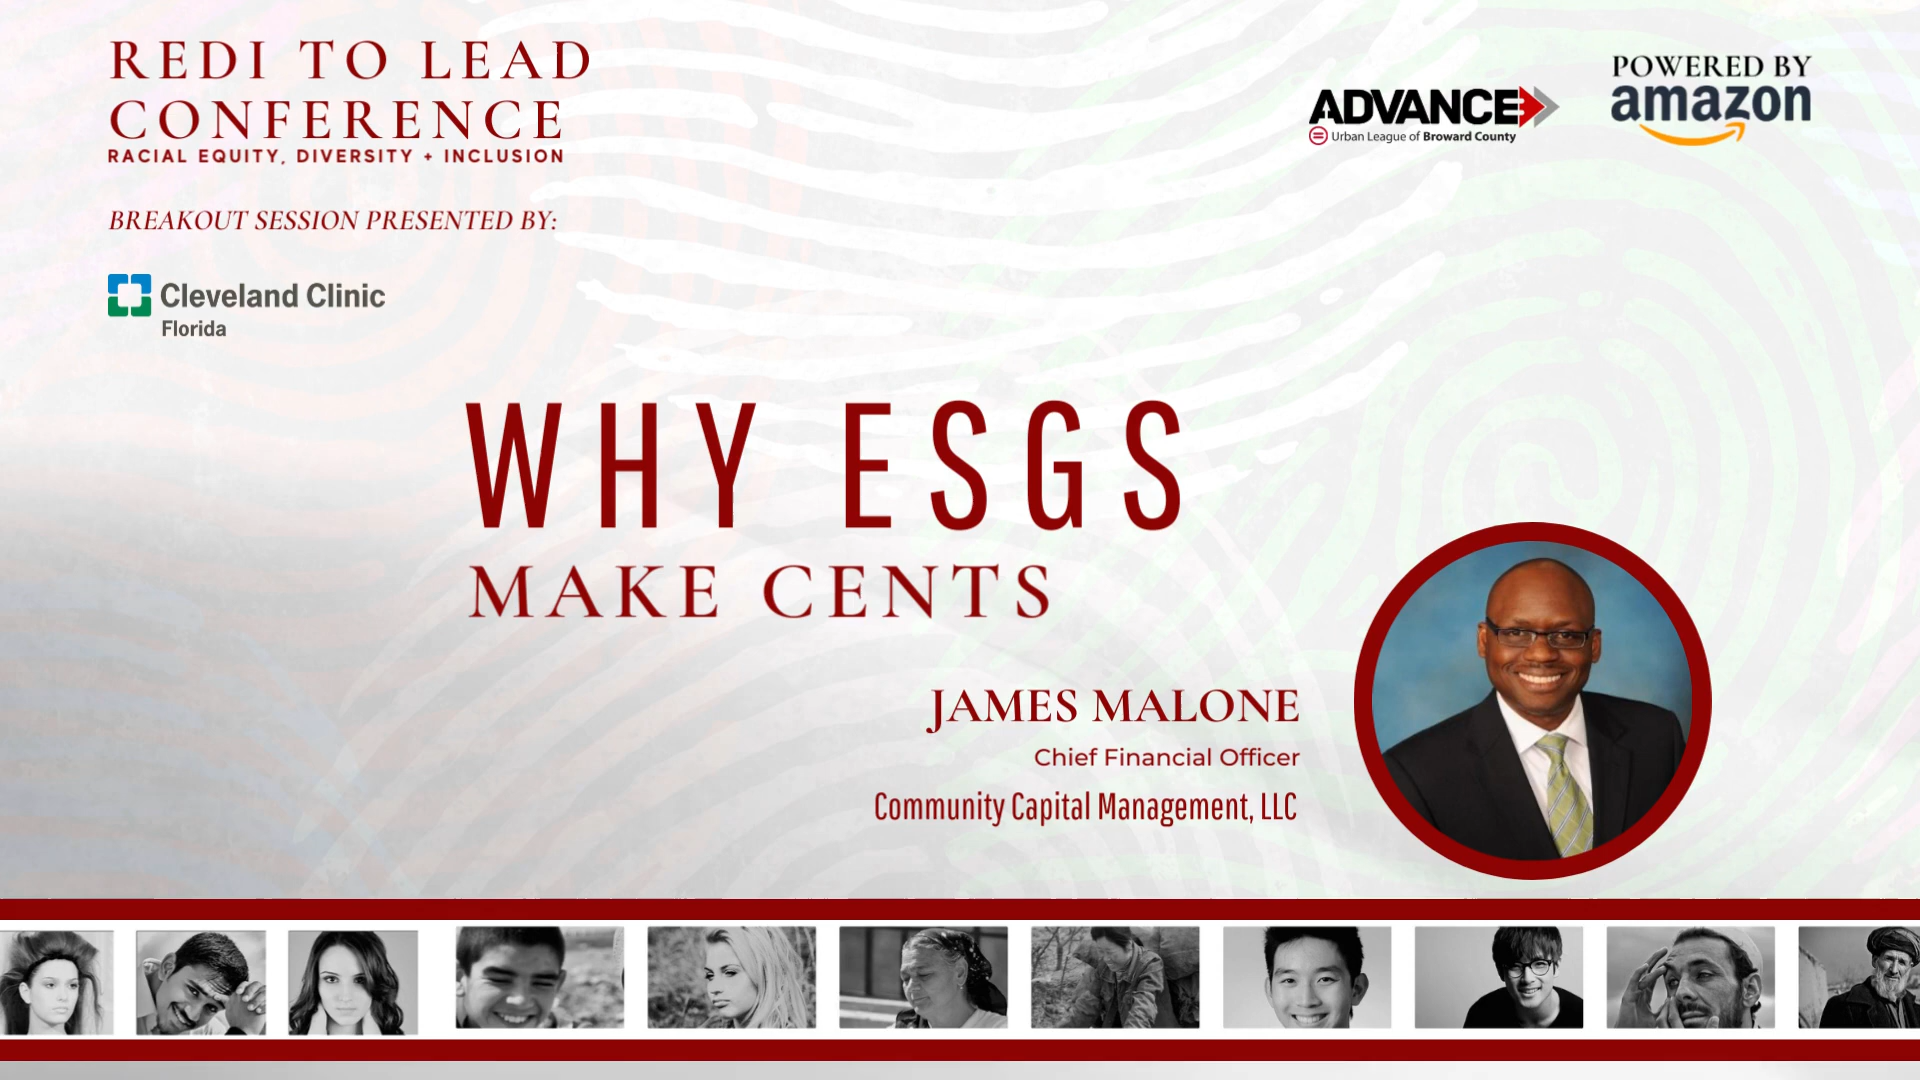 REDI TO LEAD
CONFERENCE
RACIAL EQUITY, DIVERSITY + INCLUSION
BREAKOUT SESSION PRESENTED BY:
Cleveland Clinic
Florida
ADVANCE
Urban League of Broward County
POWERED BY
amazon
WHY ESGS
MAKE CENTS
JAMES MALONE
Chief Financial Officer
Community Capital Management, LLC